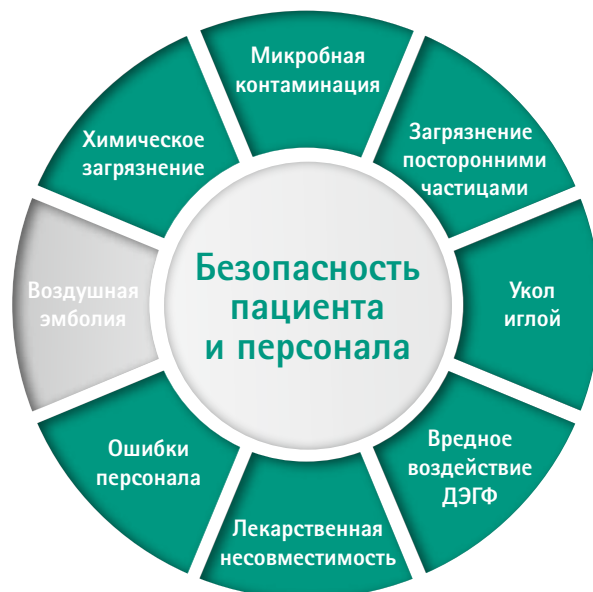 Микробная
контаминация
Загрязнение
посторонними
частицами
Укол
иглой
Вредное
воздействие
ДЭГФ
Лекарственная
несовместимость
Ошибки
персонала
Воздушная
эмболия
Химическое
загрязнение
Безопасность
пациента
и персонала